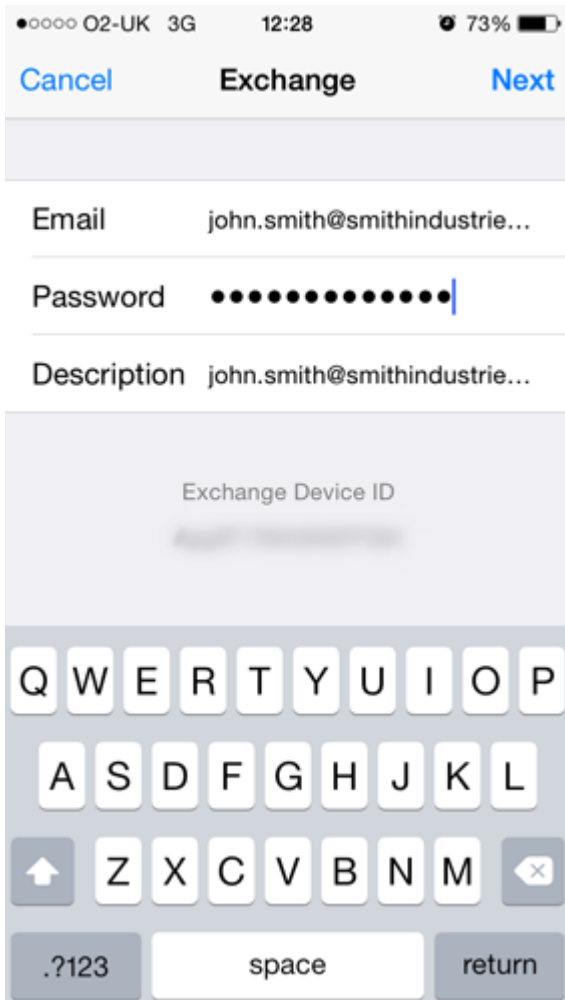 ●○○○○ O2-UK 3G 12:28 73%
Cancel Exchange Next
Email john.smith@smithindustrie...
Password ●●●●●●●●●●●●●
Description john.smith@smithindustrie...
Exchange Device ID
Q W E R T Y U I O P
A S D F G H J K L
Z X C V B N M
.?123 space return